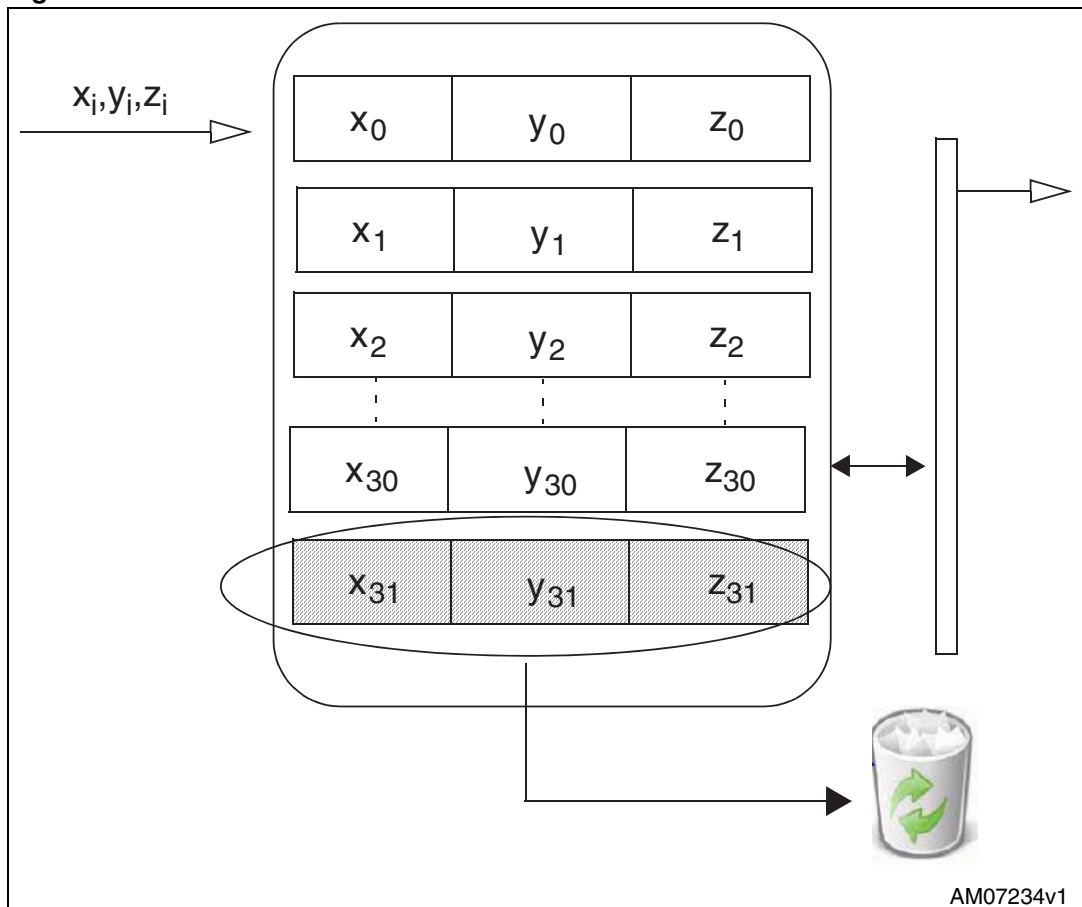 xᵢ,yᵢ,zᵢ
x₀ y₀ z₀
x₁ y₁ z₁
x₂ y₂ z₂
x₃₀ y₃₀ z₃₀
x₃₁ y₃₁ z₃₁
AM07234v1